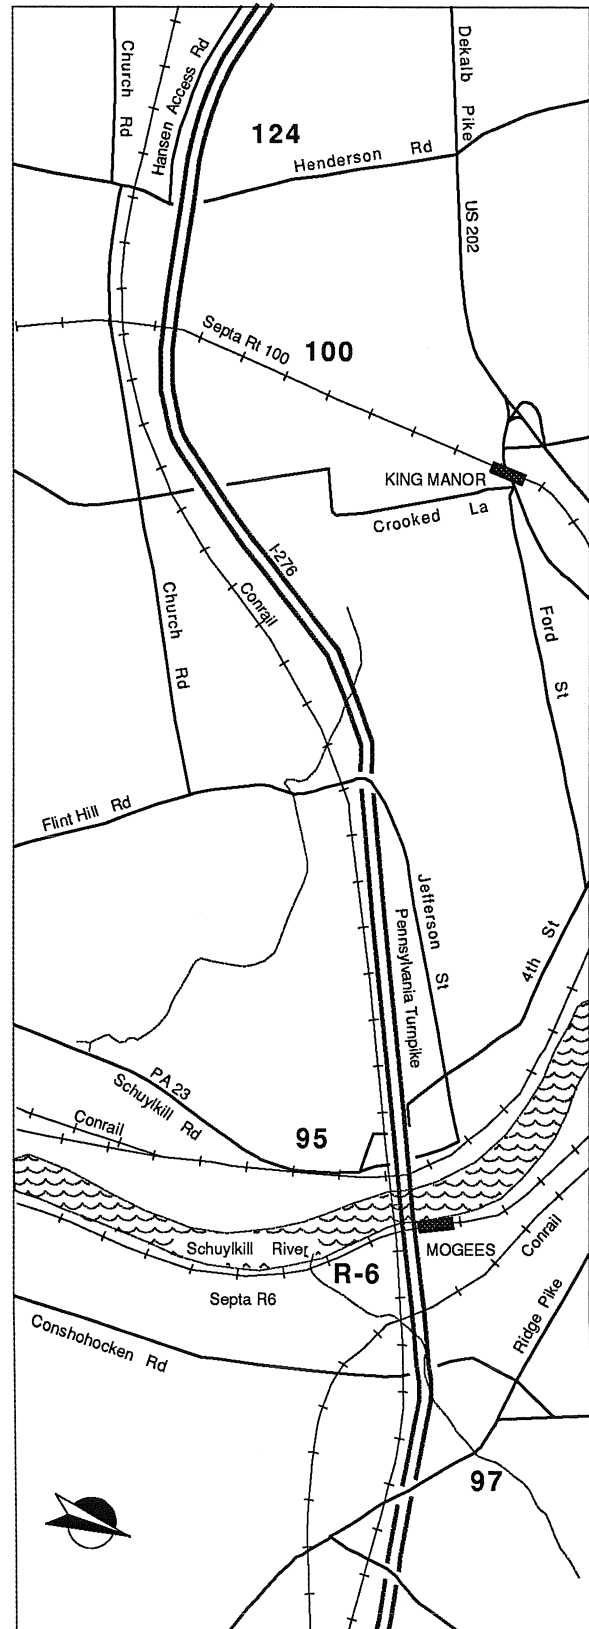 Church Rd
Hansen Access Rd
Dekalb Pike
124
Henderson Rd
US 202
Septa Rt 100
100
KING MANOR
Crooked La
I-276
Conrail
Church Rd
Ford St
Flint Hill Rd
Jefferson St
Pennsylvania Turnpike
4th St
PA 23
Schuylkill Rd
Conrail
95
Schuylkill River
MOGEES
Conrail
R-6
Septa R6
Ridge Pike
Conshohocken Rd
97